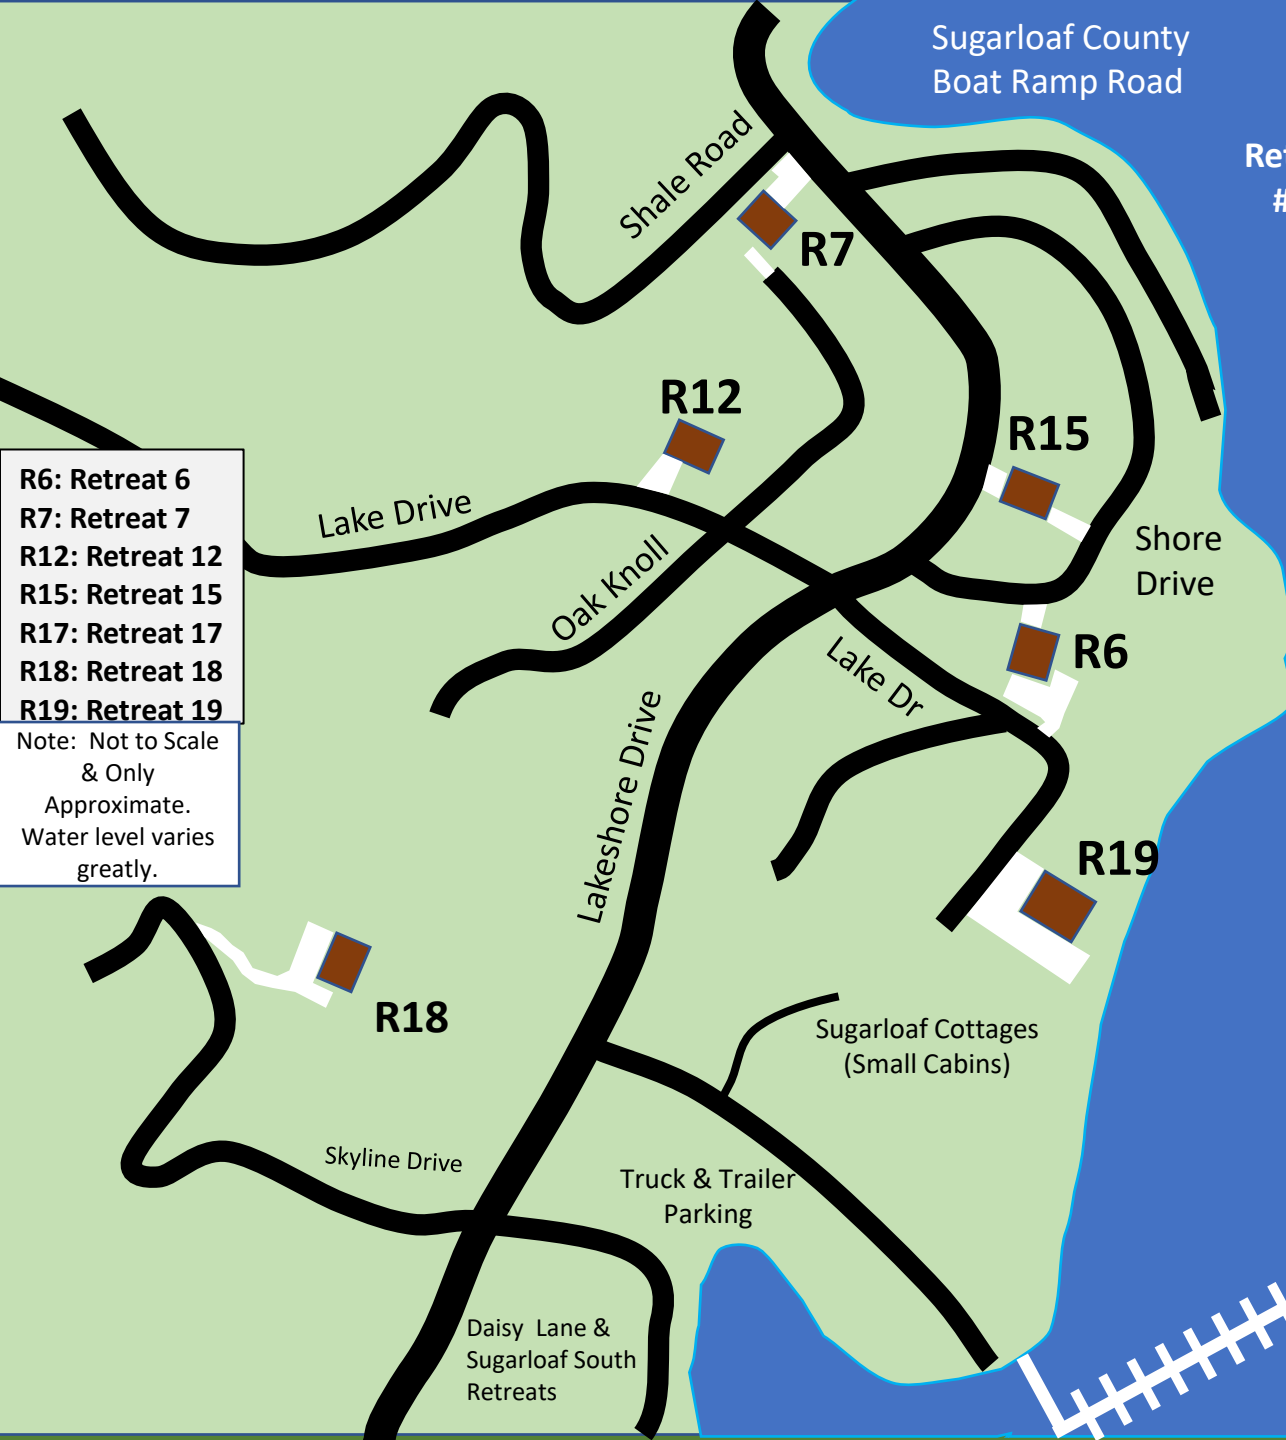 Sugarloaf County
Boat Ramp Road
Shale Road
R7
R12
R15
R6: Retreat 6
R7: Retreat 7
R12: Retreat 12
R15: Retreat 15
R17: Retreat 17
R18: Retreat 18
R19: Retreat 19
Lake Drive
Oak Knoll
Shore
Drive
R6
Lake Dr
Note:  Not to Scale
& Only
Approximate.
Water level varies
greatly.
Lakeshore Drive
R19
R18
Sugarloaf Cottages
(Small Cabins)
Skyline Drive
Truck & Trailer
Parking
Daisy  Lane &
Sugarloaf South
Retreats
#